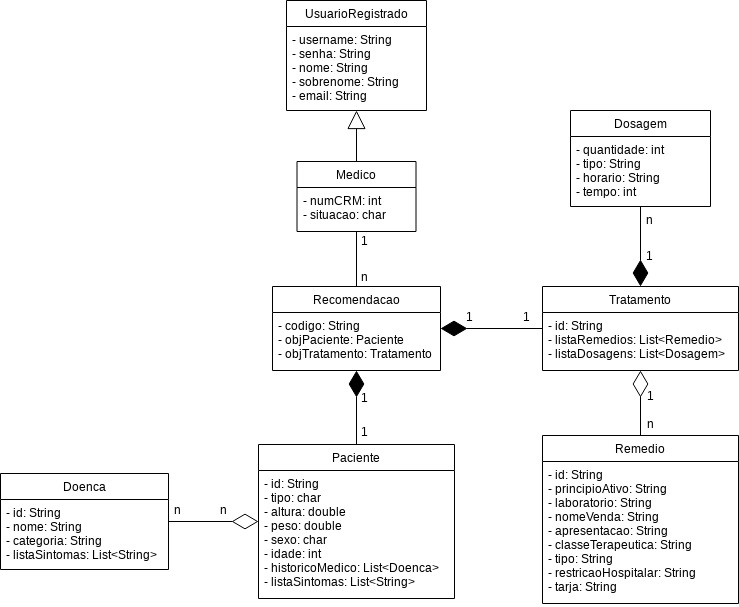 UsuarioRegistrado
- username: String
- senha: String
- nome: String
- sobrenome: String
- email: String
Dosagem
- quantidade: int
- tipo: String
- horario: String
- tempo: int
Medico
- numCRM: int
- situacao: char
1
n
n
1
Recomendacao
- codigo: String
- objPaciente: Paciente
- objTratamento: Tratamento
1
1
Tratamento
- id: String
- listaRemedios: List<Remedio>
- listaDosagens: List<Dosagem>
1
1
1
n
Paciente
- id: String
- tipo: char
- altura: double
- peso: double
- sexo: char
- idade: int
- historicoMedico: List<Doenca>
- listaSintomas: List<String>
Remedio
- id: String
- principioAtivo: String
- laboratorio: String
- nomeVenda: String
- apresentacao: String
- classeTerapeutica: String
- tipo: String
- restricaoHospitalar: String
- tarja: String
Doenca
- id: String
- nome: String
- categoria: String
- listaSintomas: List<String>
n
n